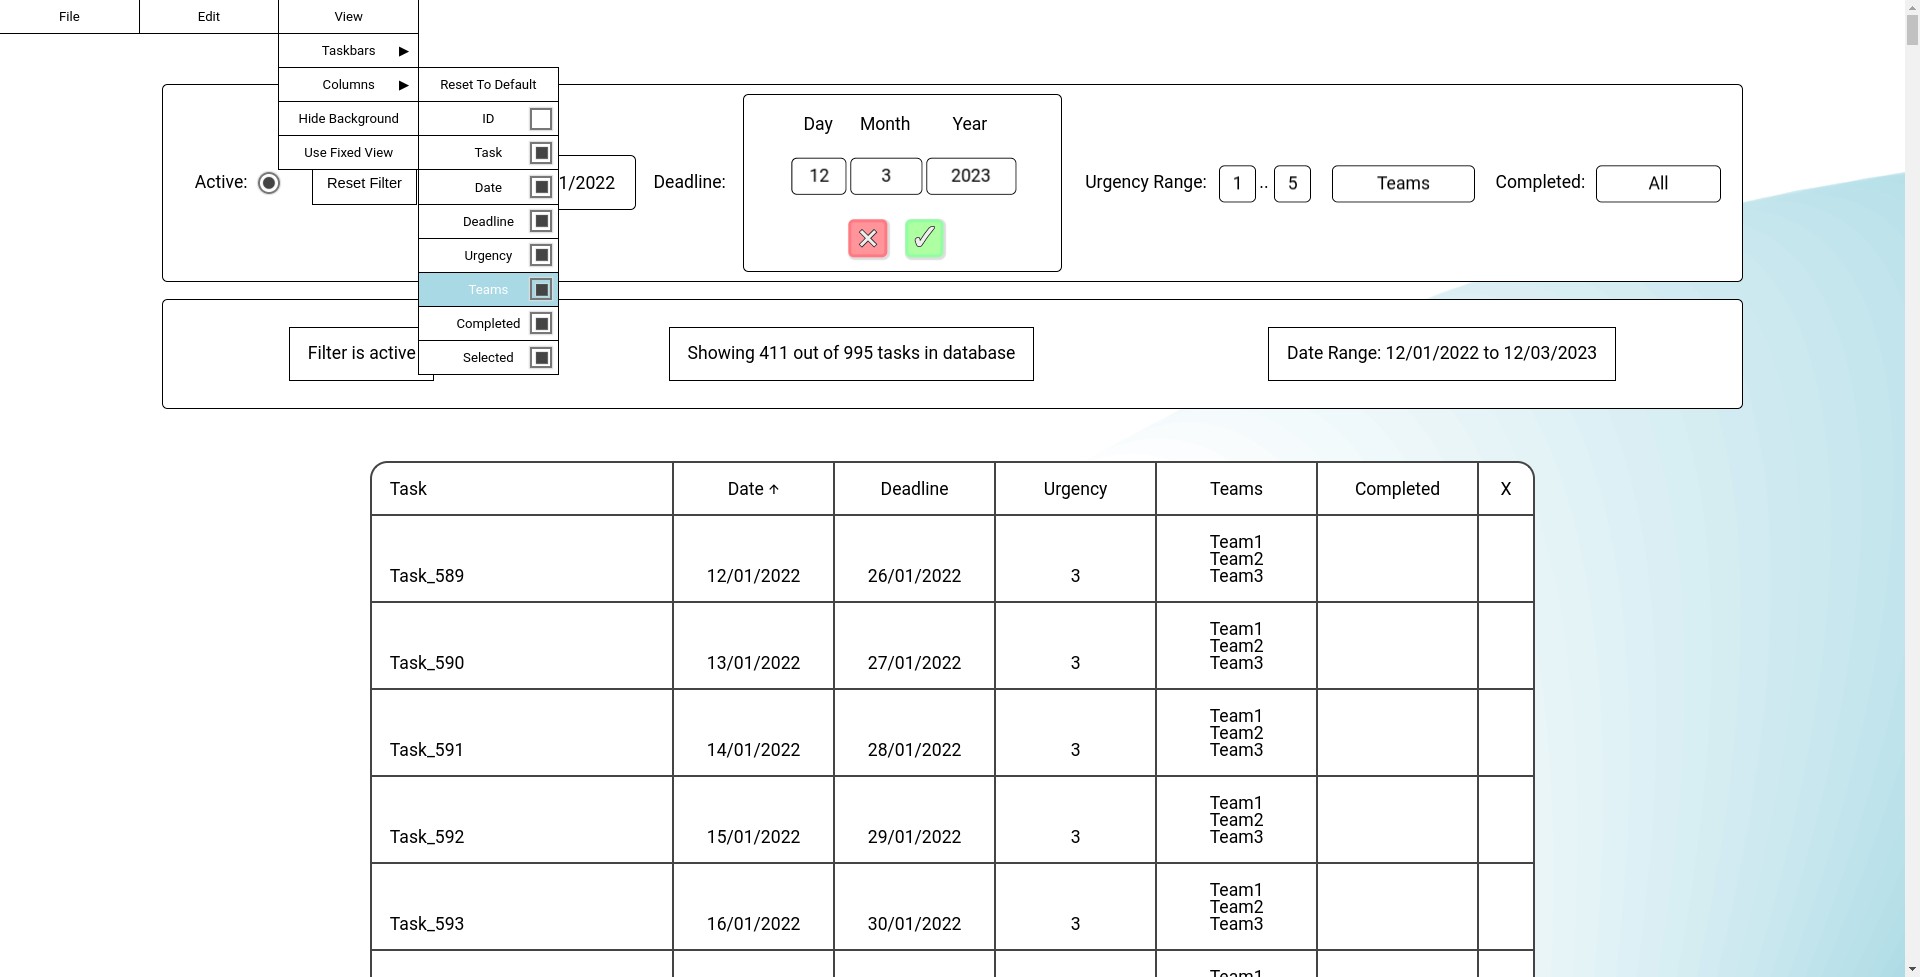 File Edit View
Taskbars ▶
Columns ▶ Reset To Default
Hide Background ID
Use Fixed View Task
Date
Deadline
Urgency
Teams
Completed
Selected
Active: Reset Filter 1/2022 Deadline:
Day Month Year
12 3 2023
Urgency Range: 1 .. 5 Teams Completed: All
Filter is active
Showing 411 out of 995 tasks in database
Date Range: 12/01/2022 to 12/03/2023
Task Date ↑ Deadline Urgency Teams Completed X
Team1
Team2
Task_589 12/01/2022 26/01/2022 3 Team3
Team1
Team2
Task_590 13/01/2022 27/01/2022 3 Team3
Team1
Team2
Task_591 14/01/2022 28/01/2022 3 Team3
Team1
Team2
Task_592 15/01/2022 29/01/2022 3 Team3
Team1
Team2
Task_593 16/01/2022 30/01/2022 3 Team3
Team1